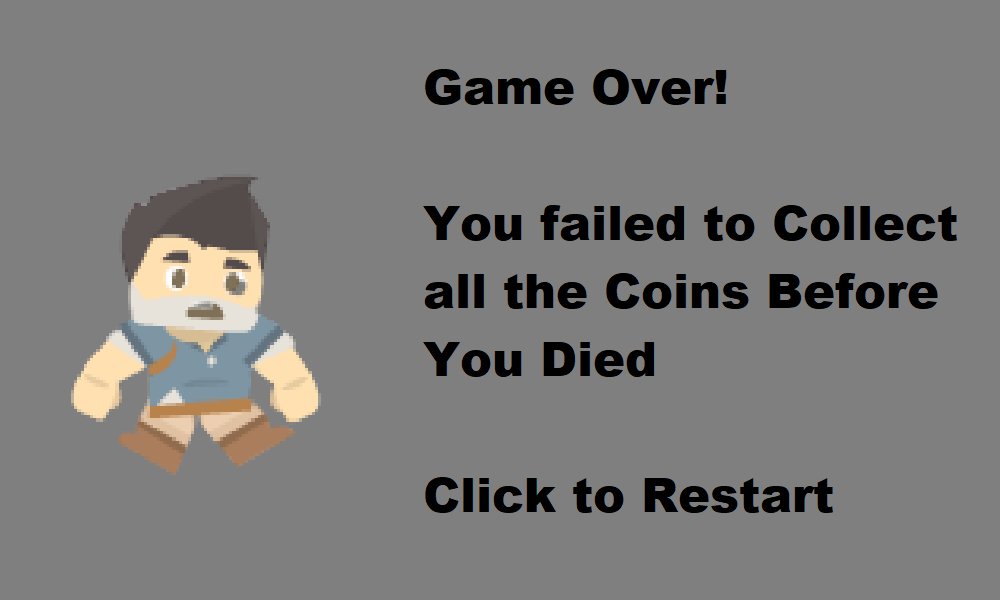 Game Over!
You failed to Collect
all the Coins Before
You Died
Click to Restart